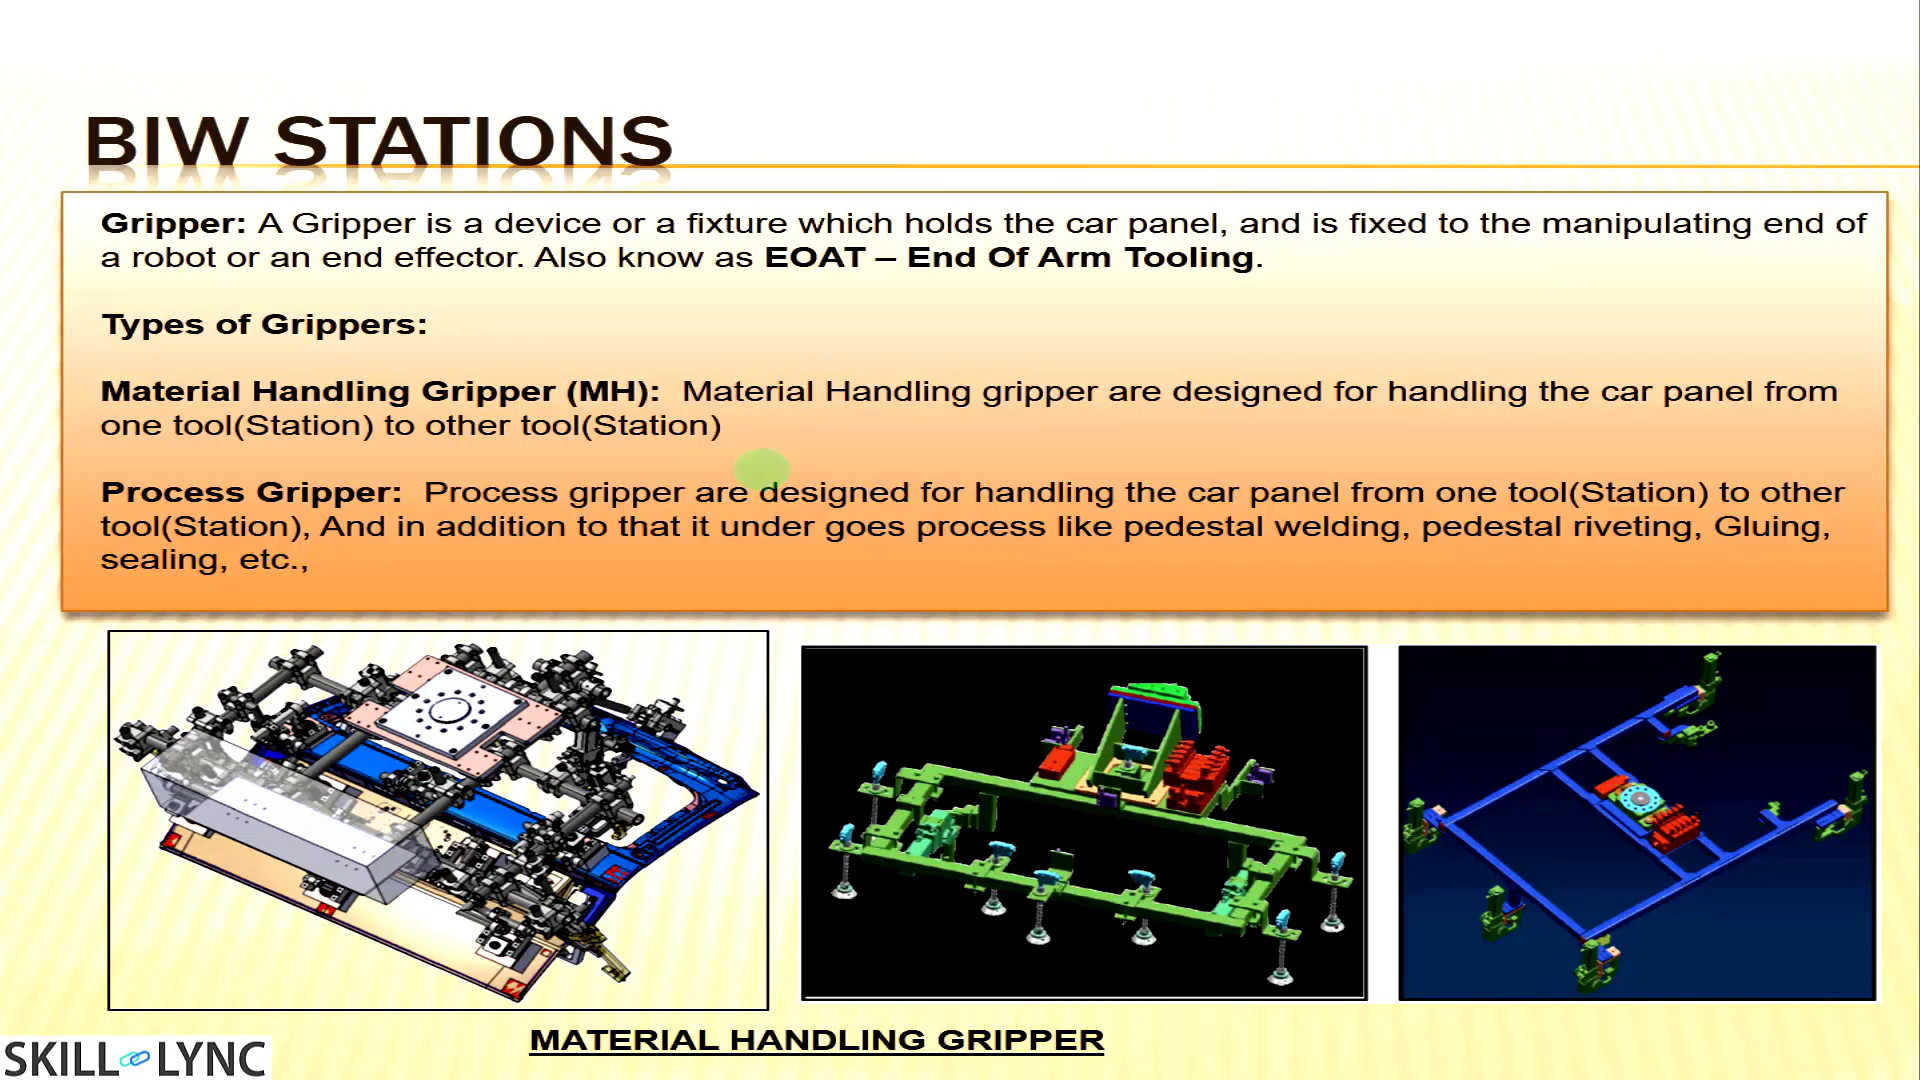 BIW STATIONS
Gripper: A Gripper is a device or a fixture which holds the car panel, and is fixed to the manipulating end of
a robot or an end effector. Also know as EOAT – End Of Arm Tooling.
Types of Grippers:
Material Handling Gripper (MH): Material Handling gripper are designed for handling the car panel from
one tool(Station) to other tool(Station)
Process Gripper: Process gripper are designed for handling the car panel from one tool(Station) to other
tool(Station), And in addition to that it under goes process like pedestal welding, pedestal riveting, Gluing,
sealing, etc.,
MATERIAL HANDLING GRIPPER
SKILL LYNC